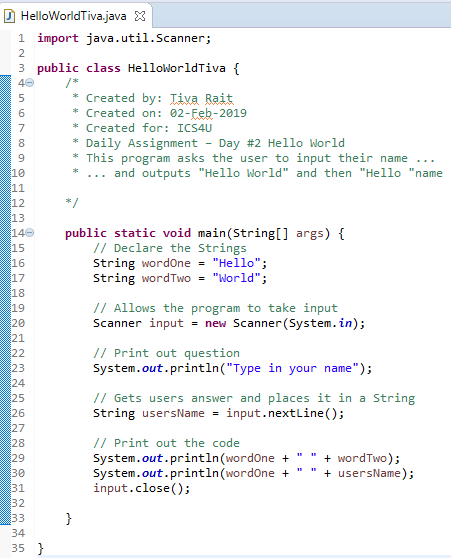 HelloWorldTiva.java
1 import java.util.Scanner;
2
3 public class HelloWorldTiva {
4     /*
5      * Created by: Tiva Rait
6      * Created on: 02-Feb-2019
7      * Created for: ICS4U
8      * Daily Assignment – Day #2 Hello World
9      * This program asks the user to input their name ...
10      * ... and outputs "Hello World" and then "Hello "name
11
12     */
13
14     public static void main(String[] args) {
15         // Declare the Strings
16         String wordOne = "Hello";
17         String wordTwo = "World";
18
19         // Allows the program to take input
20         Scanner input = new Scanner(System.in);
21
22         // Print out question
23         System.out.println("Type in your name");
24
25         // Gets users answer and places it in a String
26         String usersName = input.nextLine();
27
28         // Print out the code
29         System.out.println(wordOne + " " + wordTwo);
30         System.out.println(wordOne + " " + usersName);
31         input.close();
32
33     }
34
35 }